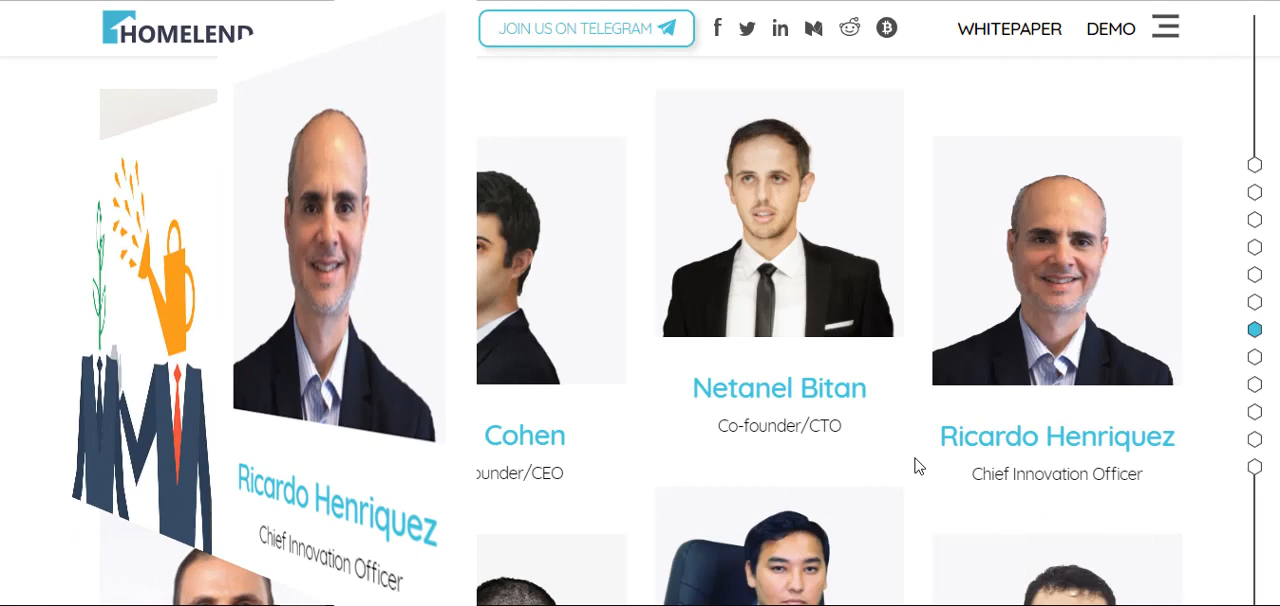 HOMELEND
JOIN US ON TELEGRAM
WHITEPAPER
DEMO
Cohen
ounder/CEO
Netanel Bitan
Co-founder/CTO
Ricardo Henriquez
Chief Innovation Officer
Ricardo Henriquez
Chief Innovation Officer